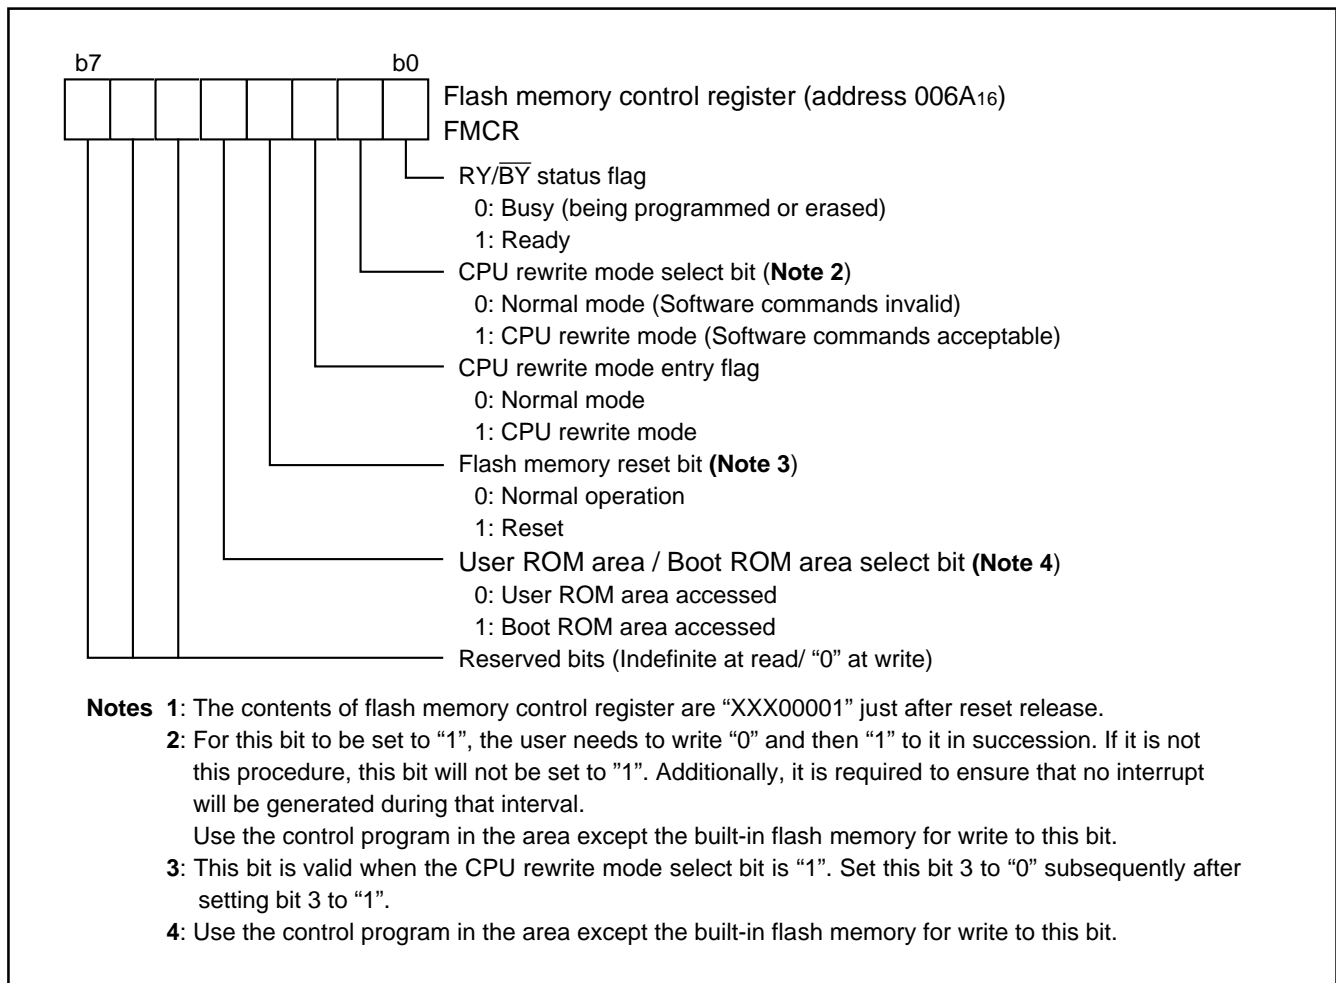 b7 b0
Flash memory control register (address 006A16)
FMCR
RY/BY status flag
0: Busy (being programmed or erased)
1: Ready
CPU rewrite mode select bit (Note 2)
0: Normal mode (Software commands invalid)
1: CPU rewrite mode (Software commands acceptable)
CPU rewrite mode entry flag
0: Normal mode
1: CPU rewrite mode
Flash memory reset bit (Note 3)
0: Normal operation
1: Reset
User ROM area / Boot ROM area select bit (Note 4)
0: User ROM area accessed
1: Boot ROM area accessed
Reserved bits (Indefinite at read/ “0” at write)
Notes 1: The contents of flash memory control register are “XXX00001” just after reset release.
2: For this bit to be set to “1”, the user needs to write “0” and then “1” to it in succession. If it is not
this procedure, this bit will not be set to ”1”. Additionally, it is required to ensure that no interrupt
will be generated during that interval.
Use the control program in the area except the built-in flash memory for write to this bit.
3: This bit is valid when the CPU rewrite mode select bit is “1”. Set this bit 3 to “0” subsequently after
setting bit 3 to “1”.
4: Use the control program in the area except the built-in flash memory for write to this bit.